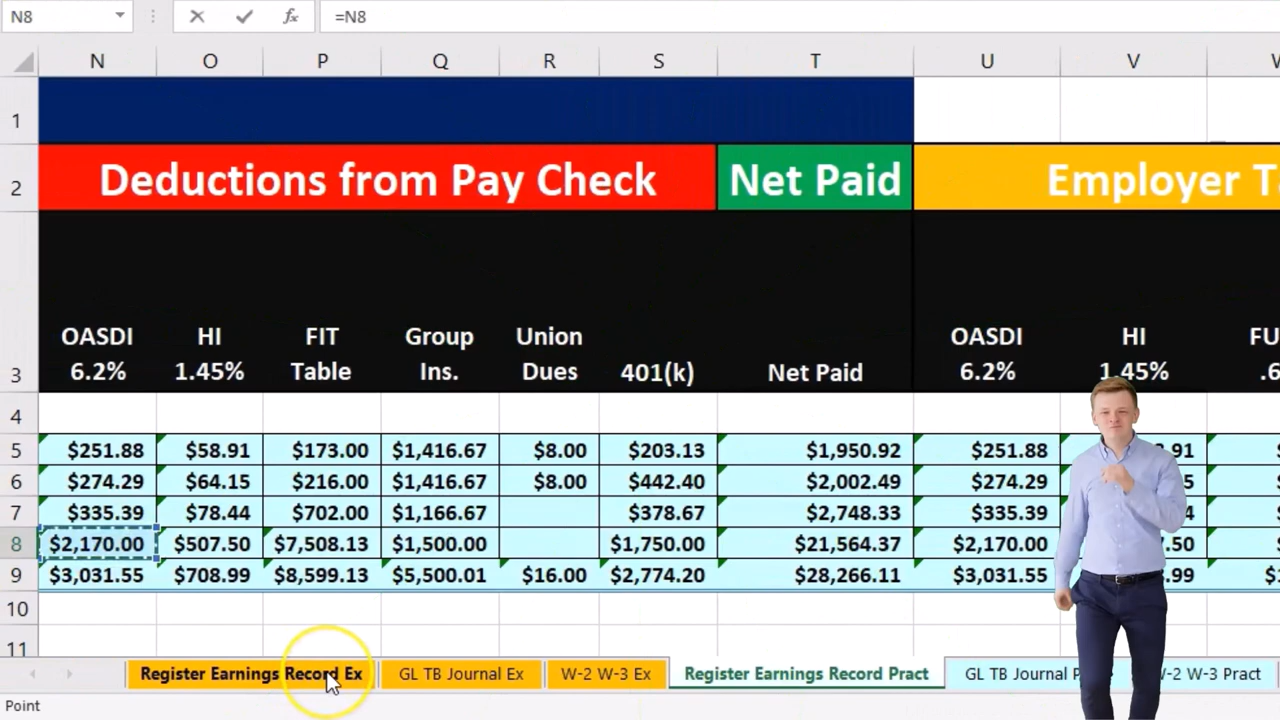 N8 =N8
N O Q R S T U V
P
1
2 Deductions from Pay Check Net Paid Employer
OASDI HI FIT Group Union OASDI HI
3 6.2% 1.45% Table Ins. Dues 401(k) Net Paid 6.2% 1.45% .6
4
5 $251.88 $58.91 $173.00 $1,416.67 $8.00 $203.13 $1,950.92 $251.88
6 $274.29 $64.15 $216.00 $1,416.67 $8.00 $442.40 $2,002.49 $274.29
7 $335.39 $78.44 $702.00 $1,166.67 $378.67 $2,748.33 $335.39
8 $2,170.00 $507.50 $7,508.13 $1,500.00 $1,750.00 $21,564.37 $2,170.00
9 $3,031.55 $708.99 $8,599.13 $5,500.01 $16.00 $2,774.20 $28,266.11 $3,031.55
10
11
Register Earnings Record Ex GL TB Journal Ex W-2 W-3 Ex Register Earnings Record Pract GL TB Journal W-3 Pract
Point